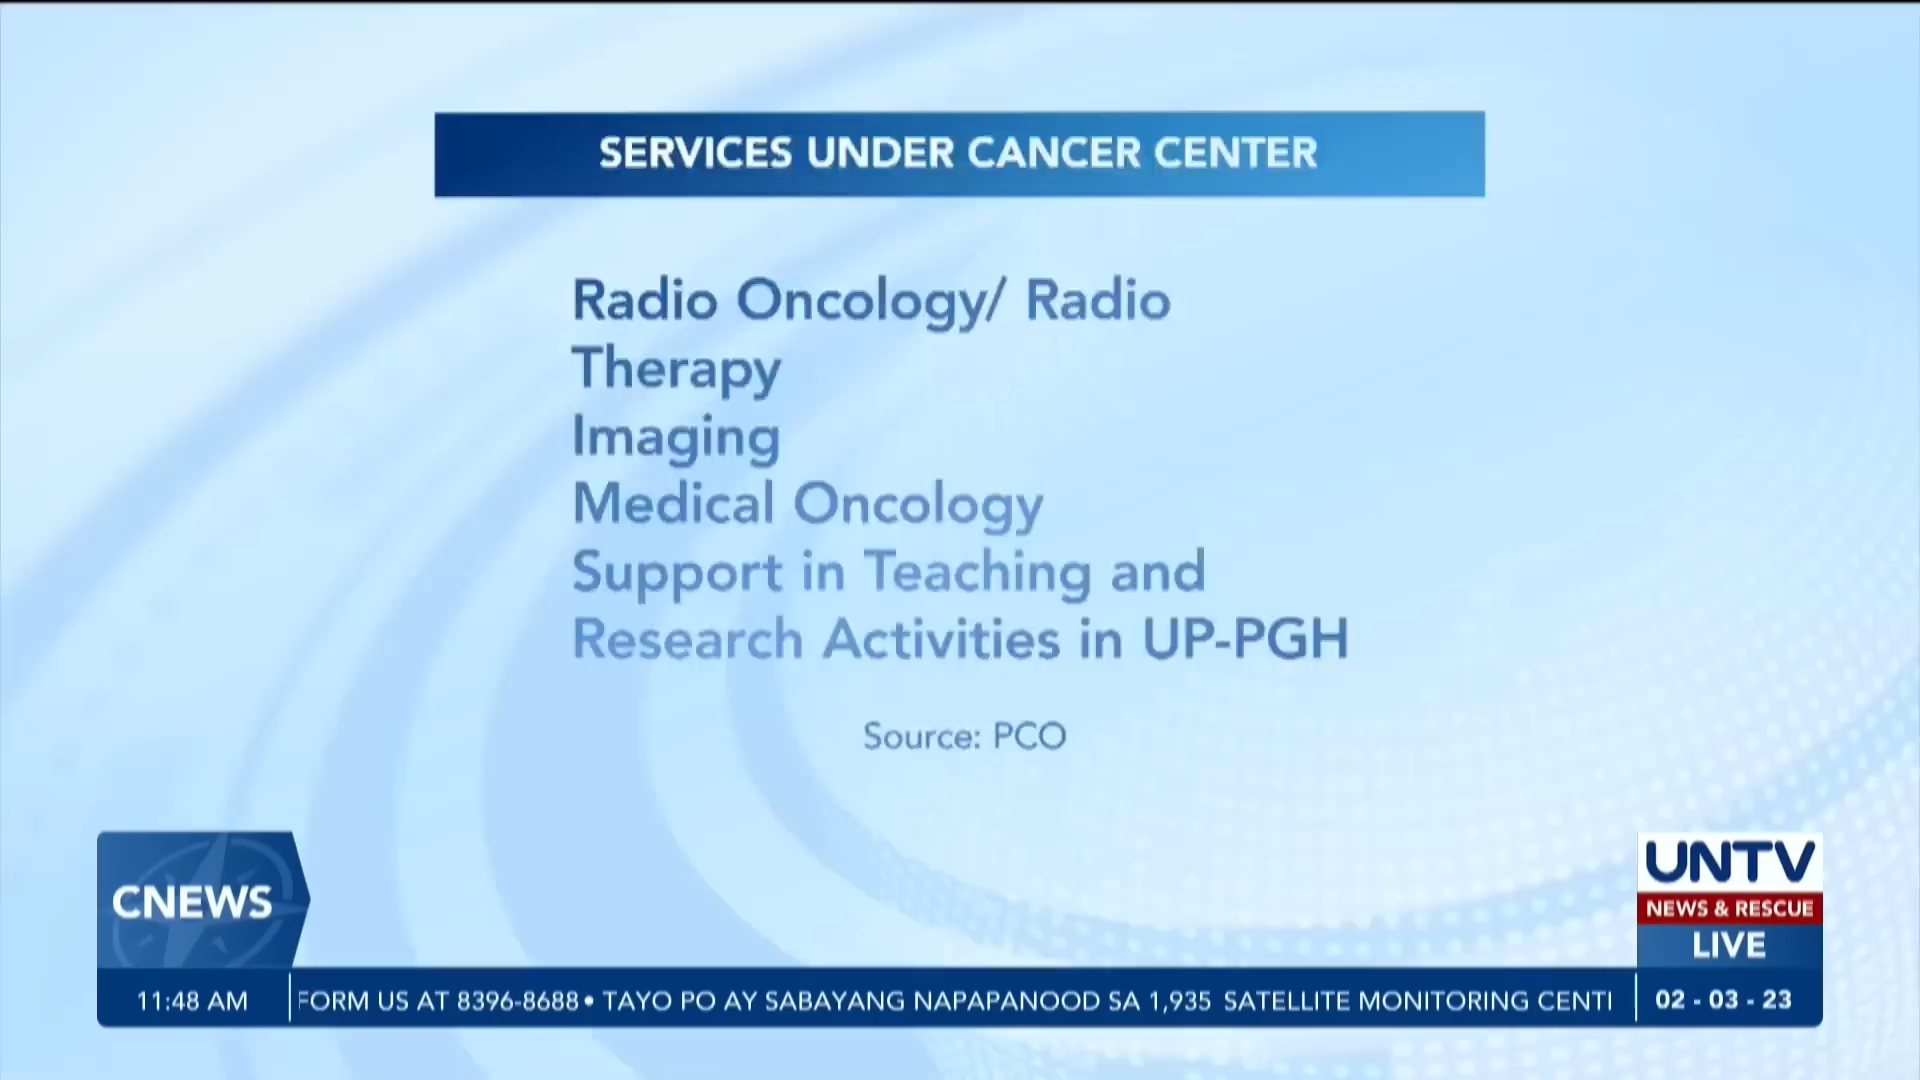 SERVICES UNDER CANCER CENTER
Radio Oncology/ Radio
Therapy
Imaging
Medical Oncology
Support in Teaching and
Research Activities in UP-PGH
Source: PCO
CNEWS
UNTV
NEWS & RESCUE
LIVE
11:48 AM
FORM US AT 8396-8688 • TAYO PO AY SABAYANG NAPAPANOOD SA 1,935 SATELLITE MONITORING CENT
02 - 03 - 23